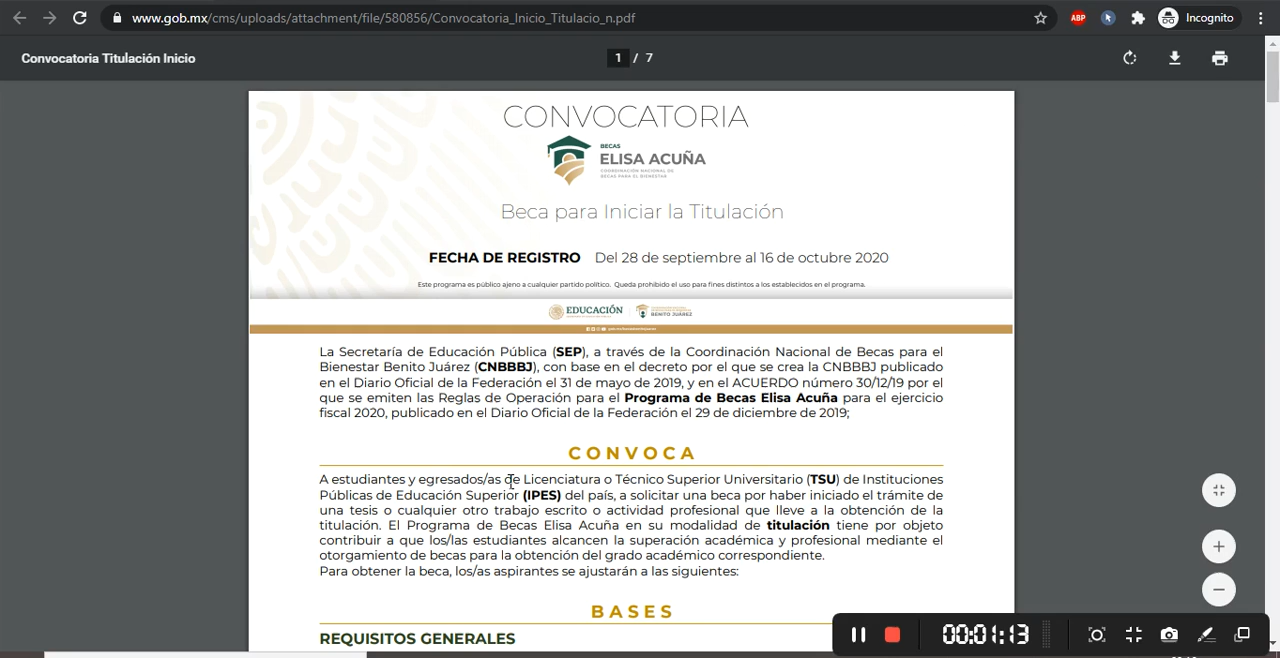 www.gob.mx/cms/uploads/attachment/file/580856/Convocatoria_Inicio_Titulacio_n.pdf
ABP
Incognito
Convocatoria Titulación Inicio
1 / 7
CONVOCATORIA
BECAS
ELISA ACUÑA
COORDINACIÓN NACIONAL DE
BECAS PARA EL BIENESTAR
Beca para Iniciar la Titulación
FECHA DE REGISTRO Del 28 de septiembre al 16 de octubre 2020
Este programa es público ajeno a cualquier partido político. Queda prohibido el uso para fines distintos a los establecidos en el programa.
EDUCACIÓN
BENITO JUÁREZ
La Secretaría de Educación Pública (SEP), a través de la Coordinación Nacional de Becas para el
Bienestar Benito Juárez (CNBBBJ), con base en el decreto por el que se crea la CNBBBJ publicado
en el Diario Oficial de la Federación el 31 de mayo de 2019, y en el ACUERDO número 30/12/19 por el
que se emiten las Reglas de Operación para el Programa de Becas Elisa Acuña para el ejercicio
fiscal 2020, publicado en el Diario Oficial de la Federación el 29 de diciembre de 2019;
CONVOCA
A estudiantes y egresados/as de Licenciatura o Técnico Superior Universitario (TSU) de Instituciones
Públicas de Educación Superior (IPES) del país, a solicitar una beca por haber iniciado el trámite de
una tesis o cualquier otro trabajo escrito o actividad profesional que lleve a la obtención de la
titulación. El Programa de Becas Elisa Acuña en su modalidad de titulación tiene por objeto
contribuir a que los/las estudiantes alcancen la superación académica y profesional mediante el
otorgamiento de becas para la obtención del grado académico correspondiente.
Para obtener la beca, los/as aspirantes se ajustarán a las siguientes:
BASES
REQUISITOS GENERALES
00:01:13